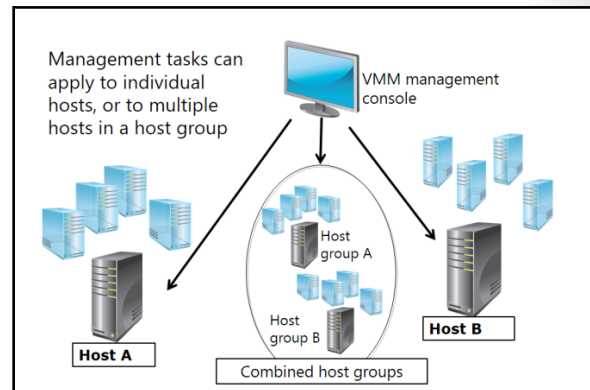 Management tasks can
apply to individual
hosts, or to multiple
hosts in a host group
VMM management
console
Host
group A
Host
group B
Host A
Host B
Combined host groups